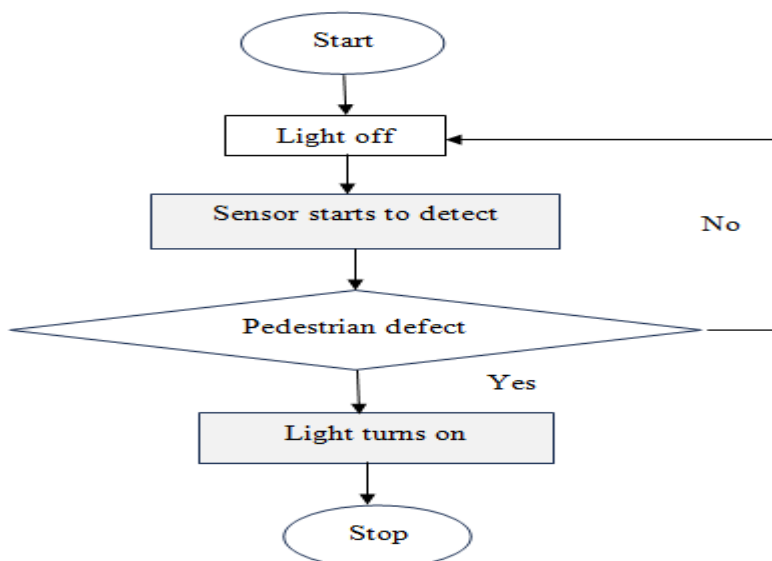 Start
Light off
Sensor starts to detect
No
Pedestrian defect
Yes
Light turns on
Stop